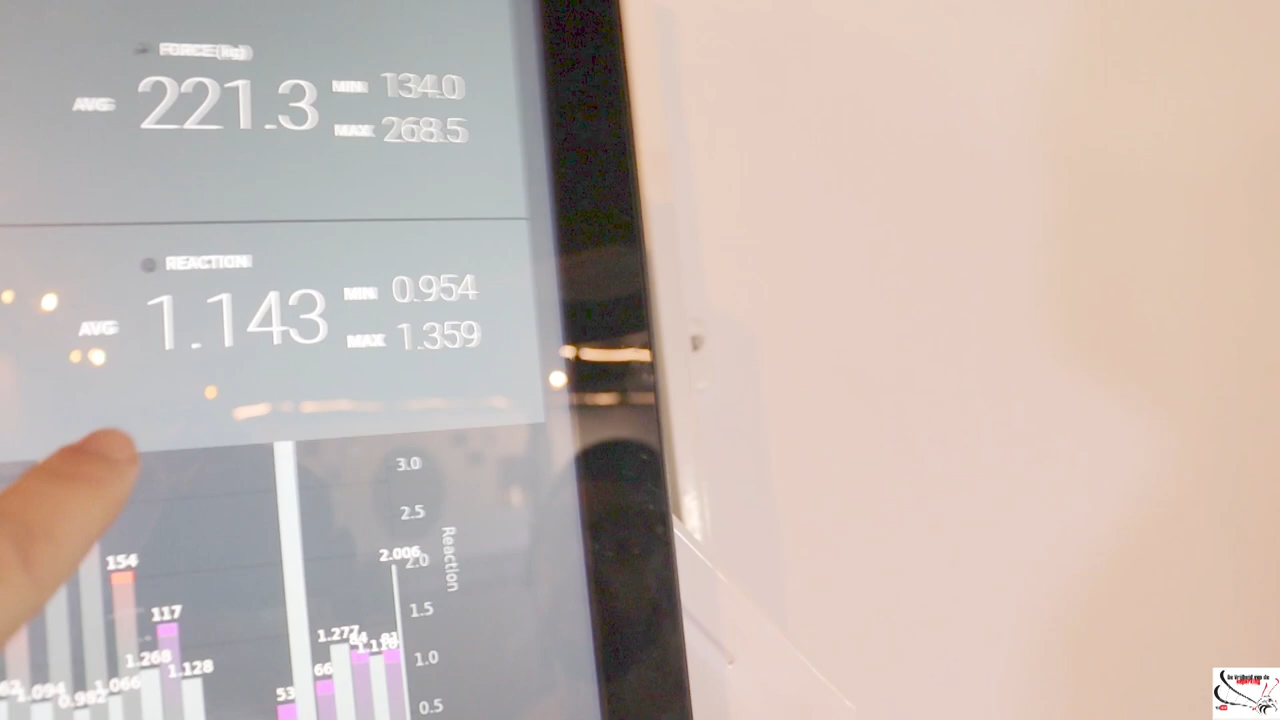 FORCE(kg)
AVG 221.3 MIN 134.0
MAX 268.5
REACTION
AVG 1.143 MIN 0.954
MAX 1.359
3.0
2.5
Reaction
2.006
2.0
154
1.5
117
1.277
84
91
1.0
1.268
1.128
66
1.066
1.094
0.982
53
0.5